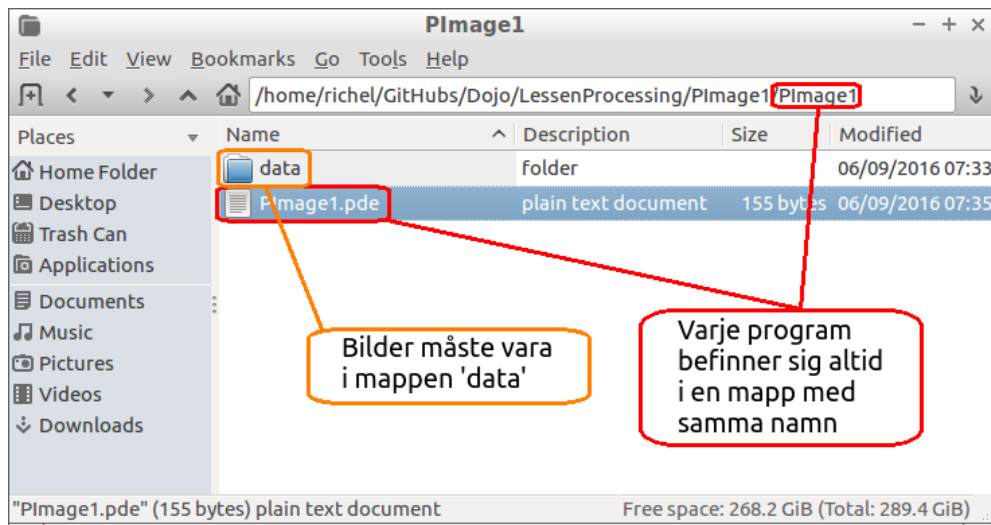 PImage1
File Edit View Bookmarks Go Tools Help
/home/richel/GitHubs/Dojo/LessenProcessing/PImage1/PImage1
Places Name Description Size Modified
Home Folder data folder 06/09/2016 07:33
Desktop PImage1.pde plain text document 155 bytes 06/09/2016 07:35
Trash Can
Applications
Documents
Music
Pictures
Videos
Downloads
Bilder måste vara
i mappen 'data'
Varje program
befinner sig altid
i en mapp med
samma namn
"PImage1.pde" (155 bytes) plain text document Free space: 268.2 GiB (Total: 289.4 GiB)